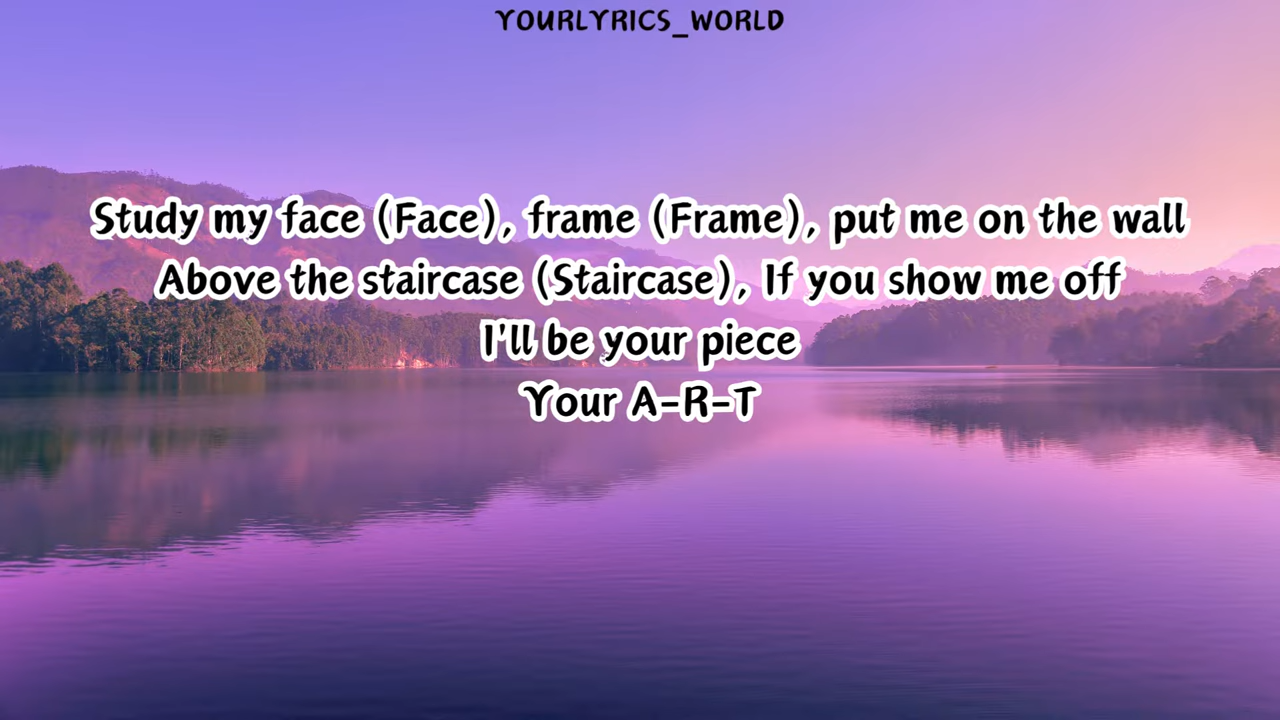 YOURLYRICS_WORLD
Study my face (Face), frame (Frame), put me on the wall
Above the staircase (Staircase), If you show me off
I'll be your piece
Your A-R-T